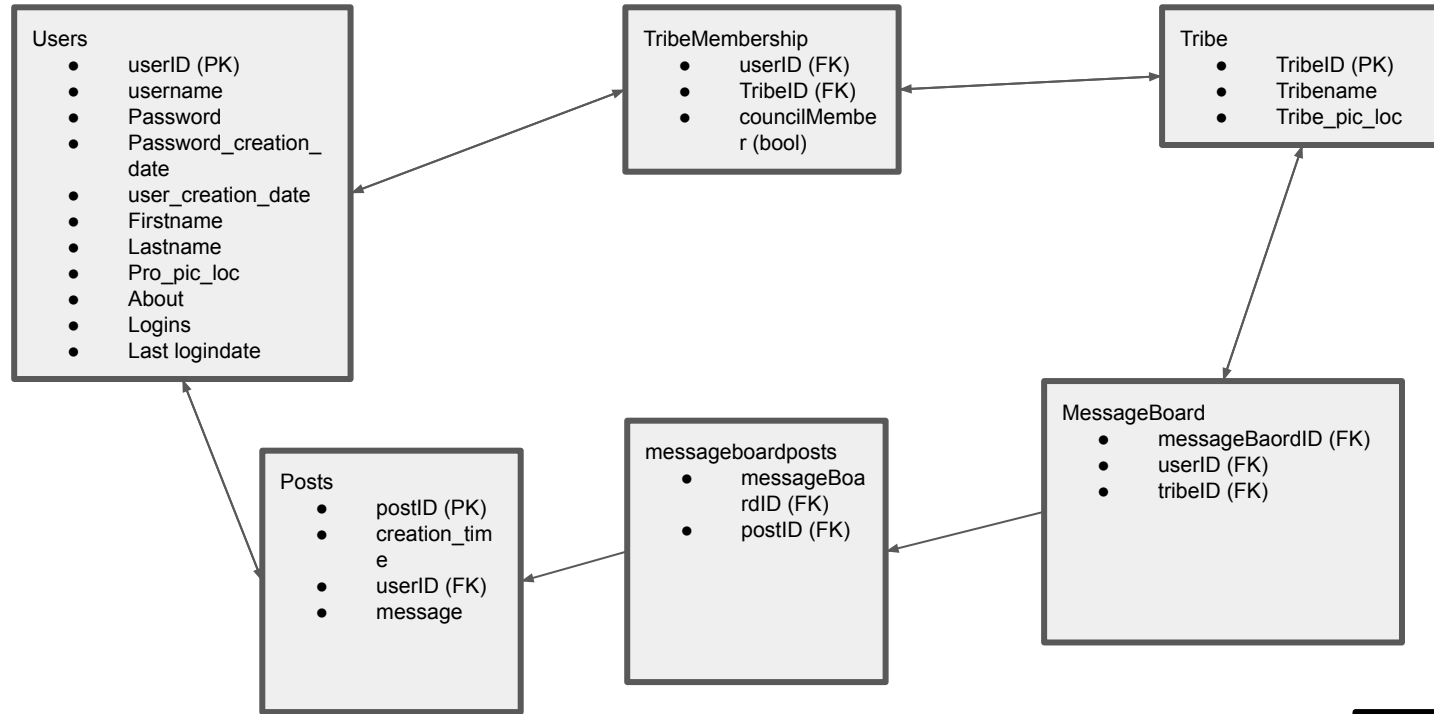 Users
● userID (PK)
● username
● Password
● Password_creation_
date
● user_creation_date
● Firstname
● Lastname
● Pro_pic_loc
● About
● Logins
● Last logindate
TribeMembership
● userID (FK)
● TribeID (FK)
● councilMembe
r (bool)
Tribe
● TribeID (PK)
● Tribename
● Tribe_pic_loc
Posts
● postID (PK)
● creation_tim
e
● userID (FK)
● message
messageboardposts
● messageBoa
rdID (FK)
● postID (FK)
MessageBoard
● messageBaordID (FK)
● userID (FK)
● tribeID (FK)